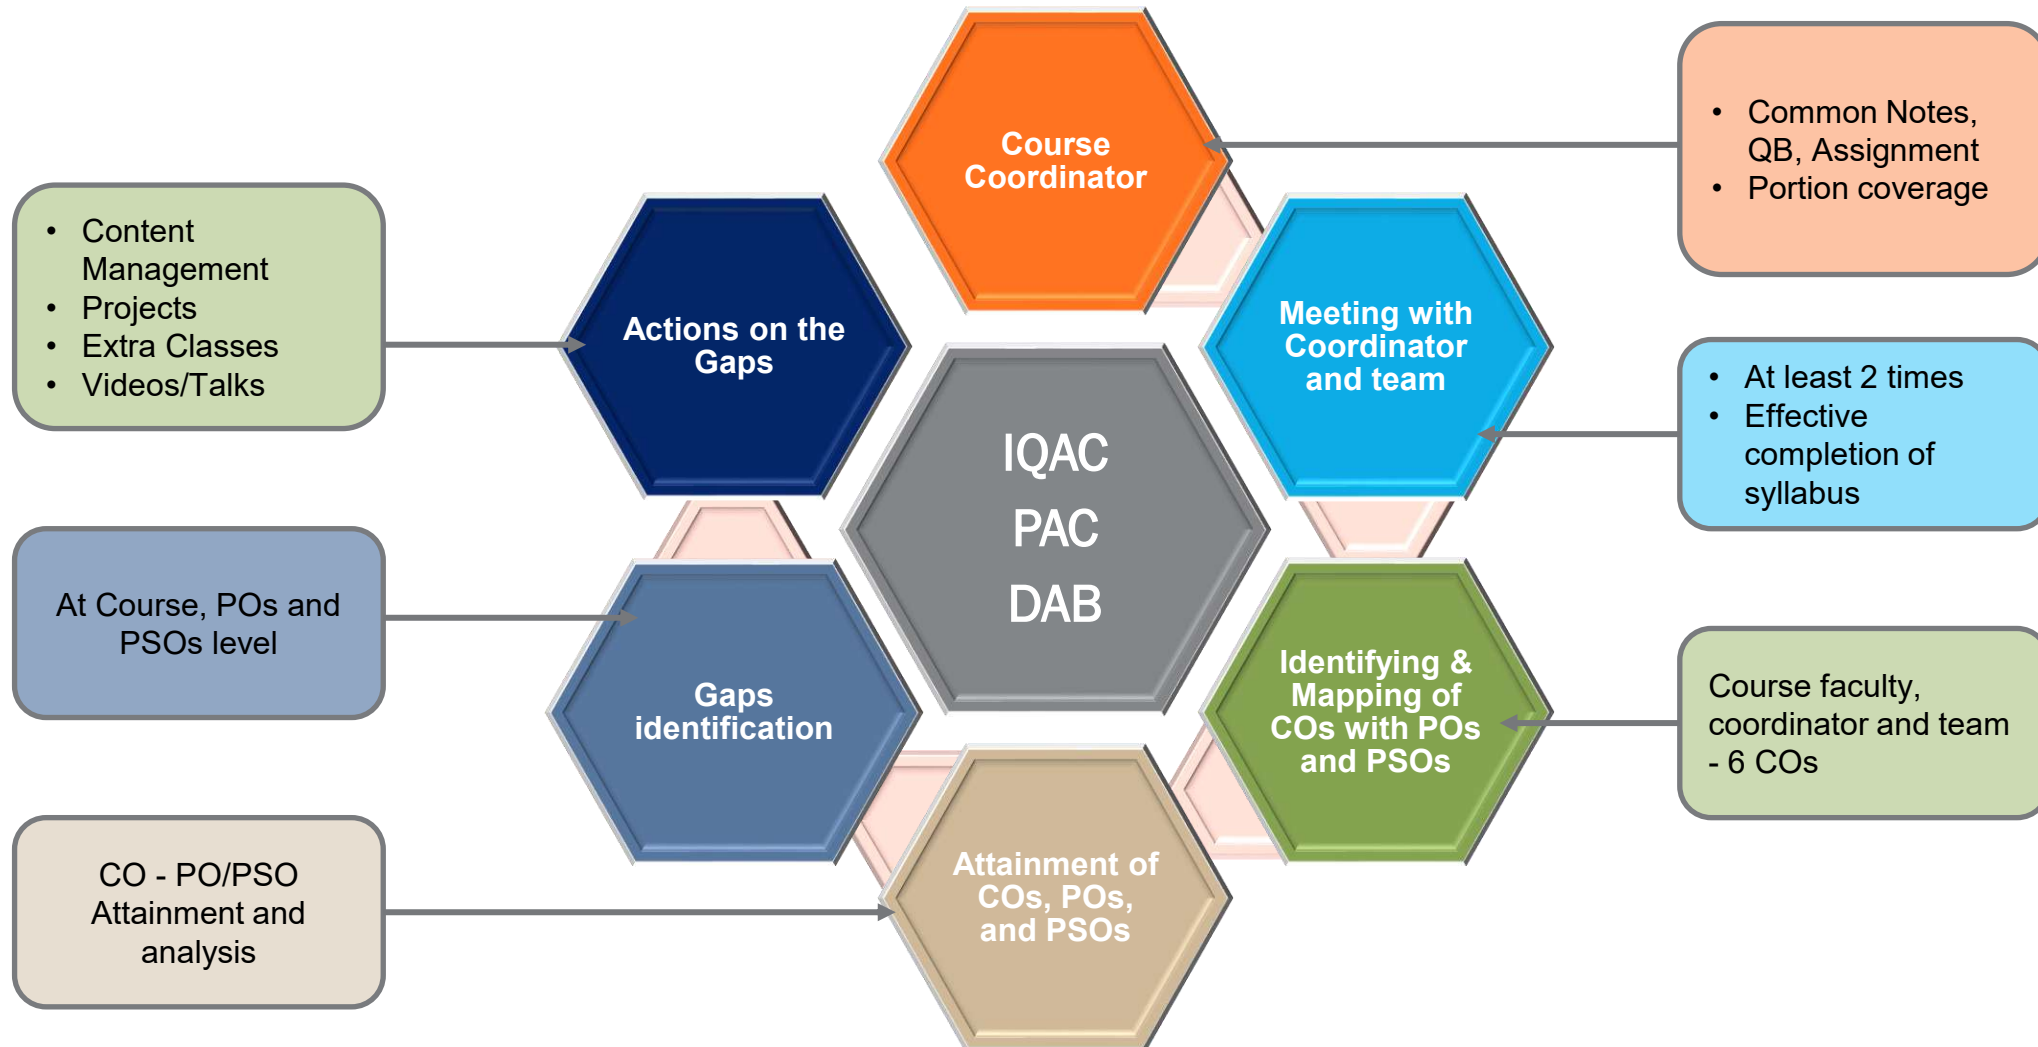 Course
Coordinator
• Common Notes,
QB, Assignment
• Portion coverage
Meeting with
Coordinator
and team
• At least 2 times
• Effective
completion of
syllabus
Identifying &
Mapping of
COs with POs
and PSOs
Course faculty,
coordinator and team
- 6 COs
Attainment of
COs, POs,
and PSOs
CO - PO/PSO
Attainment and
analysis
Gaps
identification
At Course, POs and
PSOs level
Actions on the
Gaps
• Content
Management
• Projects
• Extra Classes
• Videos/Talks
IQAC
PAC
DAB